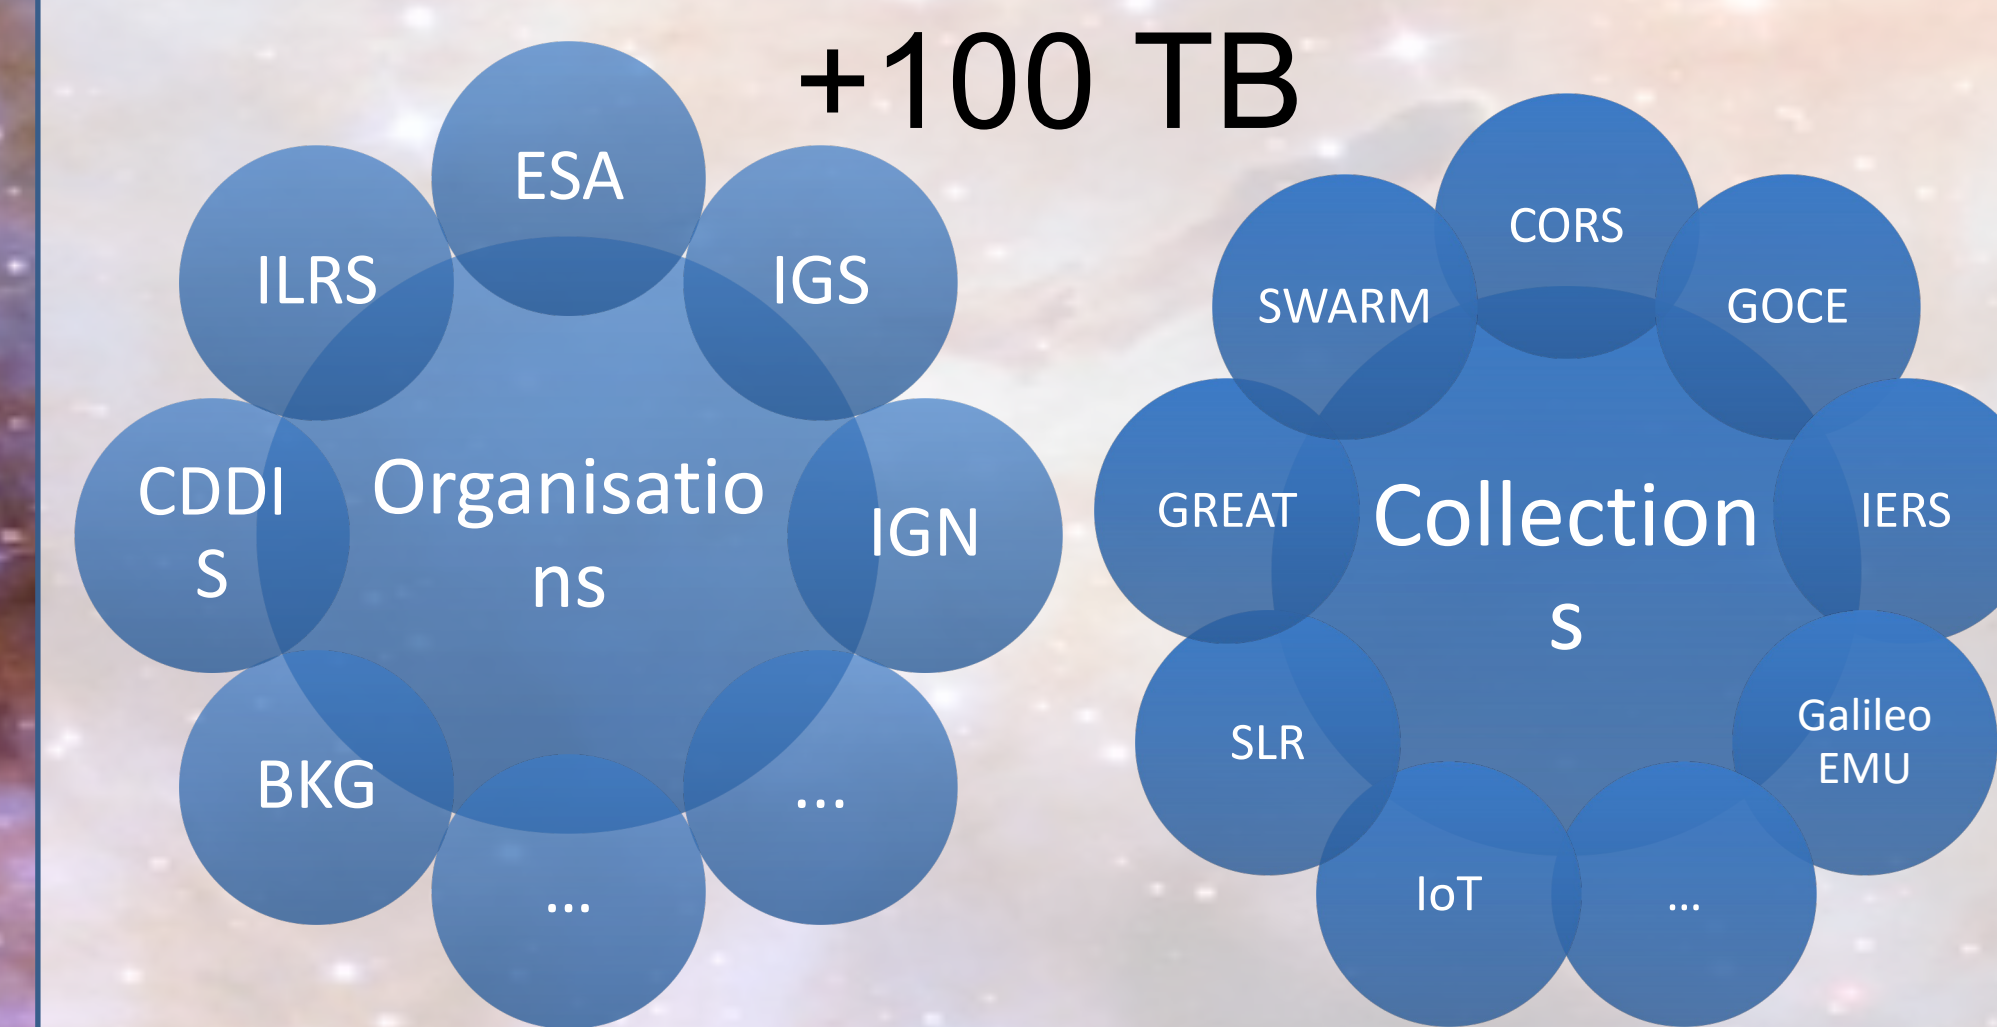 +100 TB
ESA
ILRS
IGS
CDDI
S
Organisatio
ns
IGN
BKG
...
...
CORS
SWARM
GOCE
GREAT
Collection
s
IERS
SLR
Galileo
EMU
IoT
...